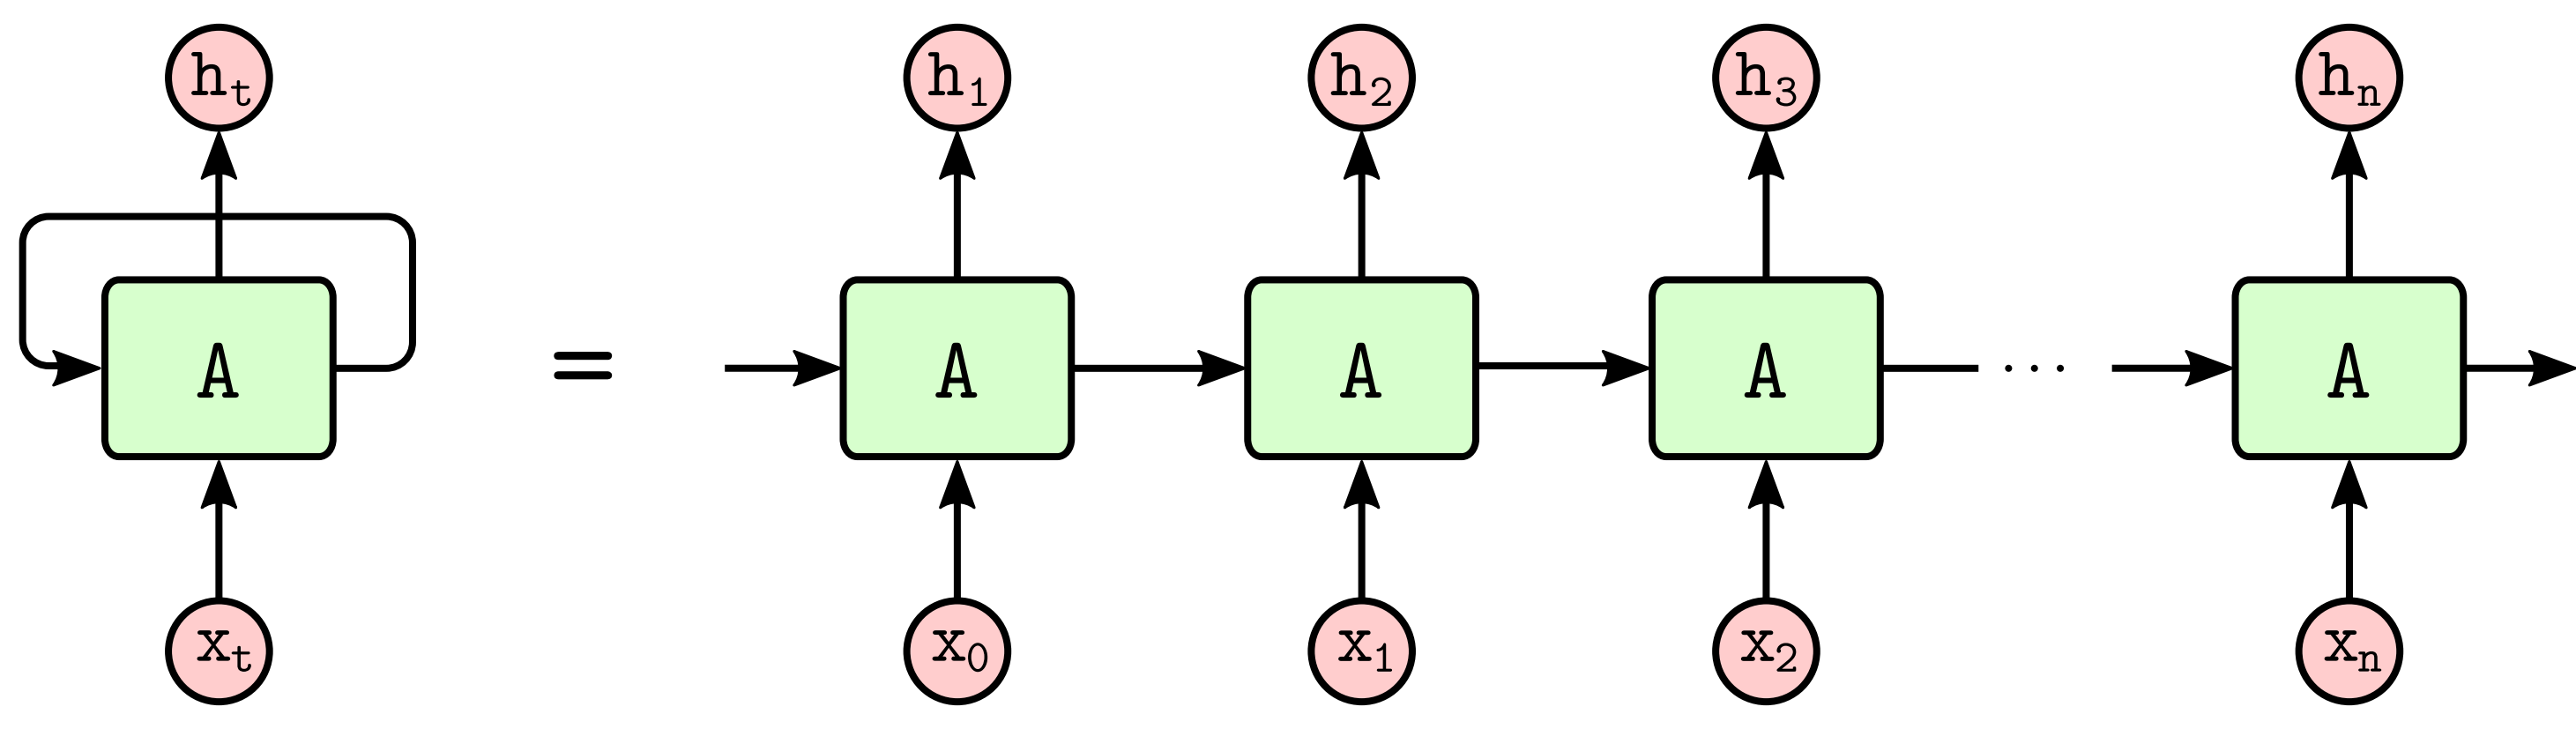 hₜ h₁ h₂ h₃ hₙ
A = A A A ... A
xₜ x₀ x₁ x₂ xₙ